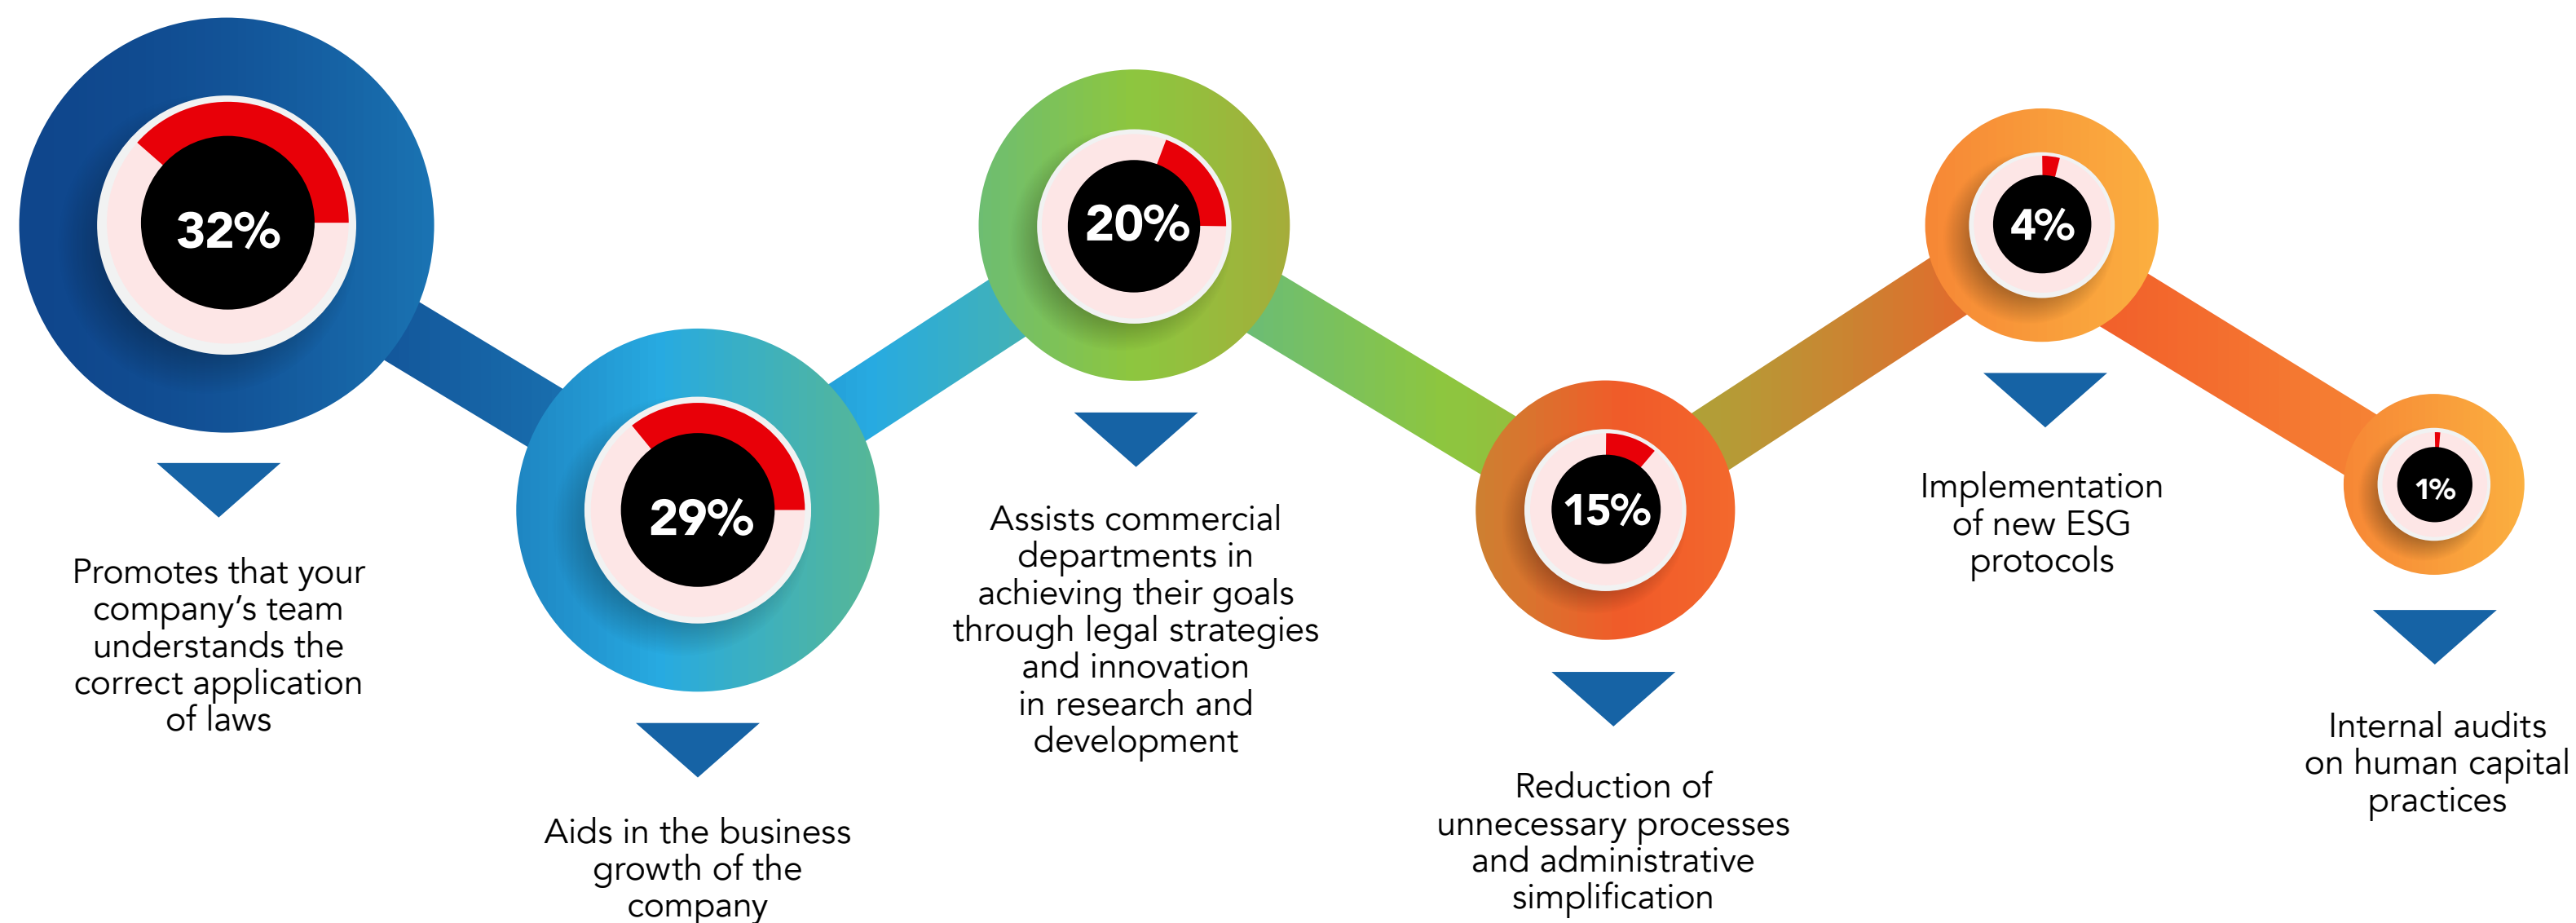 32%
Promotes that your
company’s team
understands the
correct application
of laws
29%
Aids in the business
growth of the
company
20%
Assists commercial
departments in
achieving their goals
through legal strategies
and innovation
in research and
development
15%
Reduction of
unnecessary processes
and administrative
simplification
4%
Implementation
of new ESG
protocols
1%
Internal audits
on human capital
practices